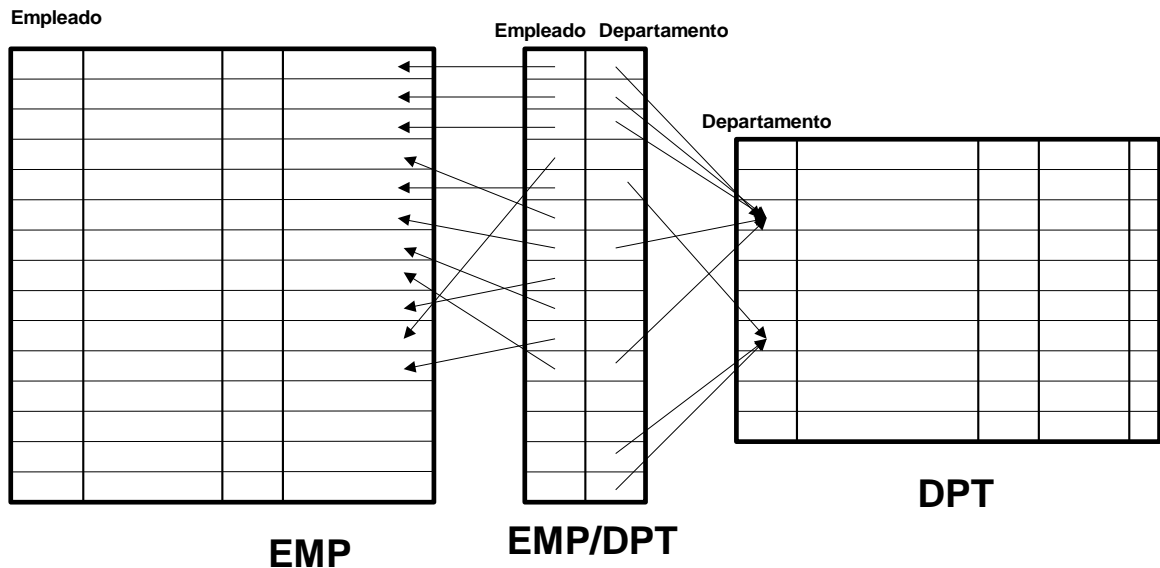 Empleado
Empleado Departamento
Departamento
DPT
EMP/DPT
EMP